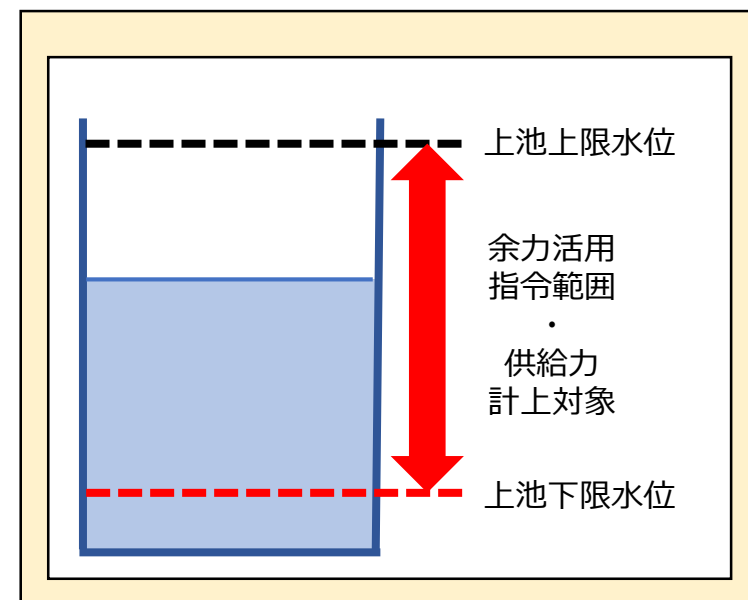 上池上限水位
余力活用
指令範囲
・
供給力
計上対象
上池下限水位